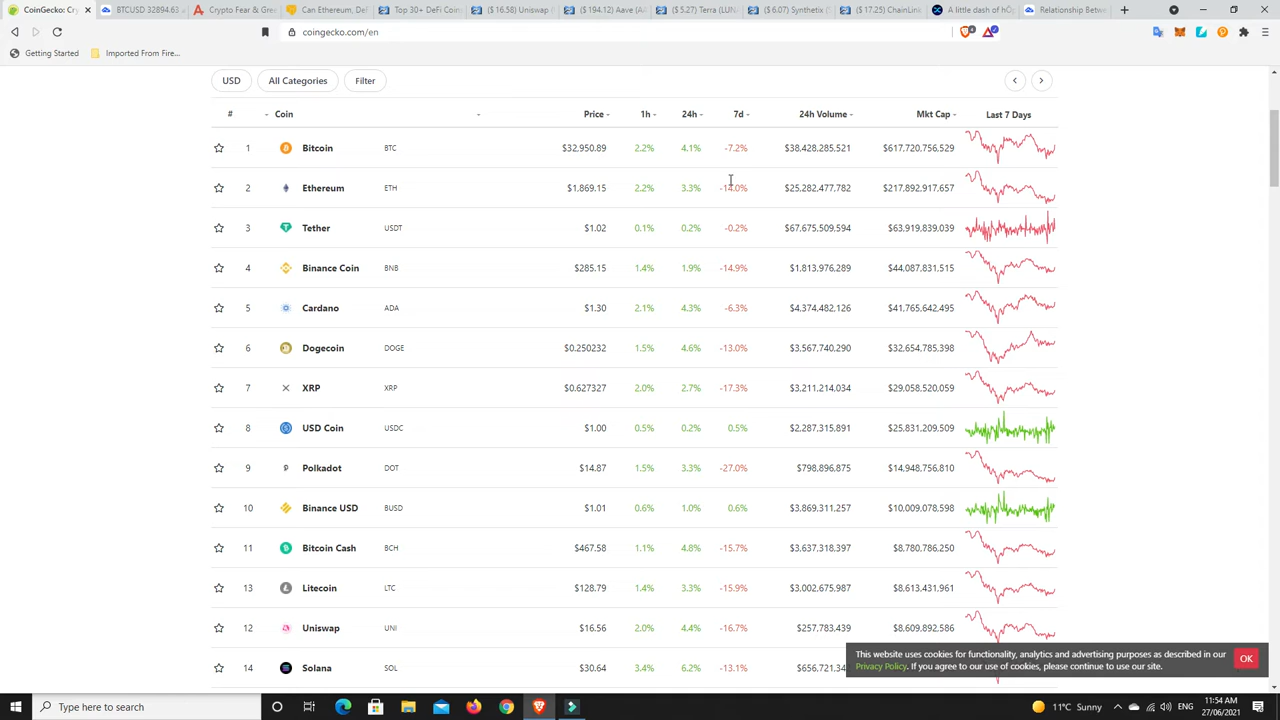 CoinGecko: Cryp
BTCUSD 32894.63
Crypto Fear & Gree
Can Ethereum, DeF
Top 30+ DeFi Coins
($16.58) Uniswap
($194.12) Aave (A
($5.27) Terra (LUN
($6.07) Synthetix (
($17.25) ChainLink
A little dash of hOp
Relationship Betwe
coingecko.com/en
Getting Started
Imported From Fire...
USD
All Categories
Filter
# Coin Price 1h 24h 7d 24h Volume Mkt Cap Last 7 Days
1 Bitcoin BTC $32,950.89 2.2% 4.1% -7.2% $38,428,285,521 $617,720,756,529
2 Ethereum ETH $1,869.15 2.2% 3.3% -14.0% $25,282,477,782 $217,892,917,657
3 Tether USDT $1.02 0.1% 0.2% -0.2% $67,675,509,594 $63,919,839,039
4 Binance Coin BNB $285.15 1.4% 1.9% -14.9% $1,813,976,289 $44,087,831,515
5 Cardano ADA $1.30 2.1% 4.3% -6.3% $4,374,482,126 $41,765,642,495
6 Dogecoin DOGE $0.250232 1.5% 4.6% -13.0% $3,567,740,290 $32,654,785,398
7 XRP XRP $0.627327 2.0% 2.7% -17.3% $3,211,214,034 $29,058,520,059
8 USD Coin USDC $1.00 0.5% 0.2% 0.5% $2,287,315,891 $25,831,209,509
9 Polkadot DOT $14.87 1.5% 3.3% -27.0% $798,896,875 $14,948,756,810
10 Binance USD BUSD $1.01 0.6% 1.0% 0.6% $3,869,311,257 $10,009,078,598
11 Bitcoin Cash BCH $467.58 1.1% 4.8% -15.7% $3,637,318,397 $8,780,786,250
13 Litecoin LTC $128.79 1.4% 3.3% -15.9% $3,002,675,987 $8,613,431,961
12 Uniswap UNI $16.56 2.0% 4.4% -16.7% $257,783,439 $8,609,892,586
14 Solana SOL $30.64 3.4% 6.2% -13.1% $656,721,34
This website uses cookies for functionality, analytics and advertising purposes as described in our
Privacy Policy. If you agree to our use of cookies, please continue to use our site.
OK
Type here to search
11°C Sunny
ENG
11:54 AM
27/06/2021